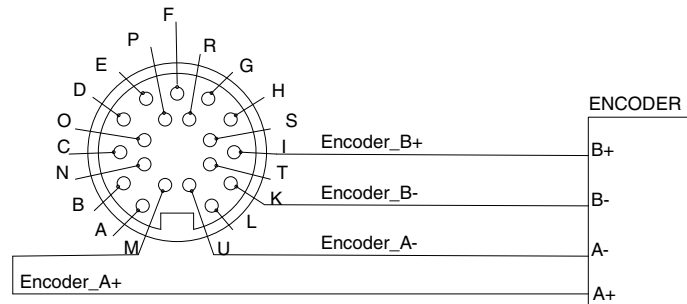 F
P
R
E
G
D
H
ENCODER
O
S
C
I
Encoder_B+
B+
N
T
B
K
Encoder_B-
B-
A
L
M
U
Encoder_A-
A-
Encoder_A+
A+